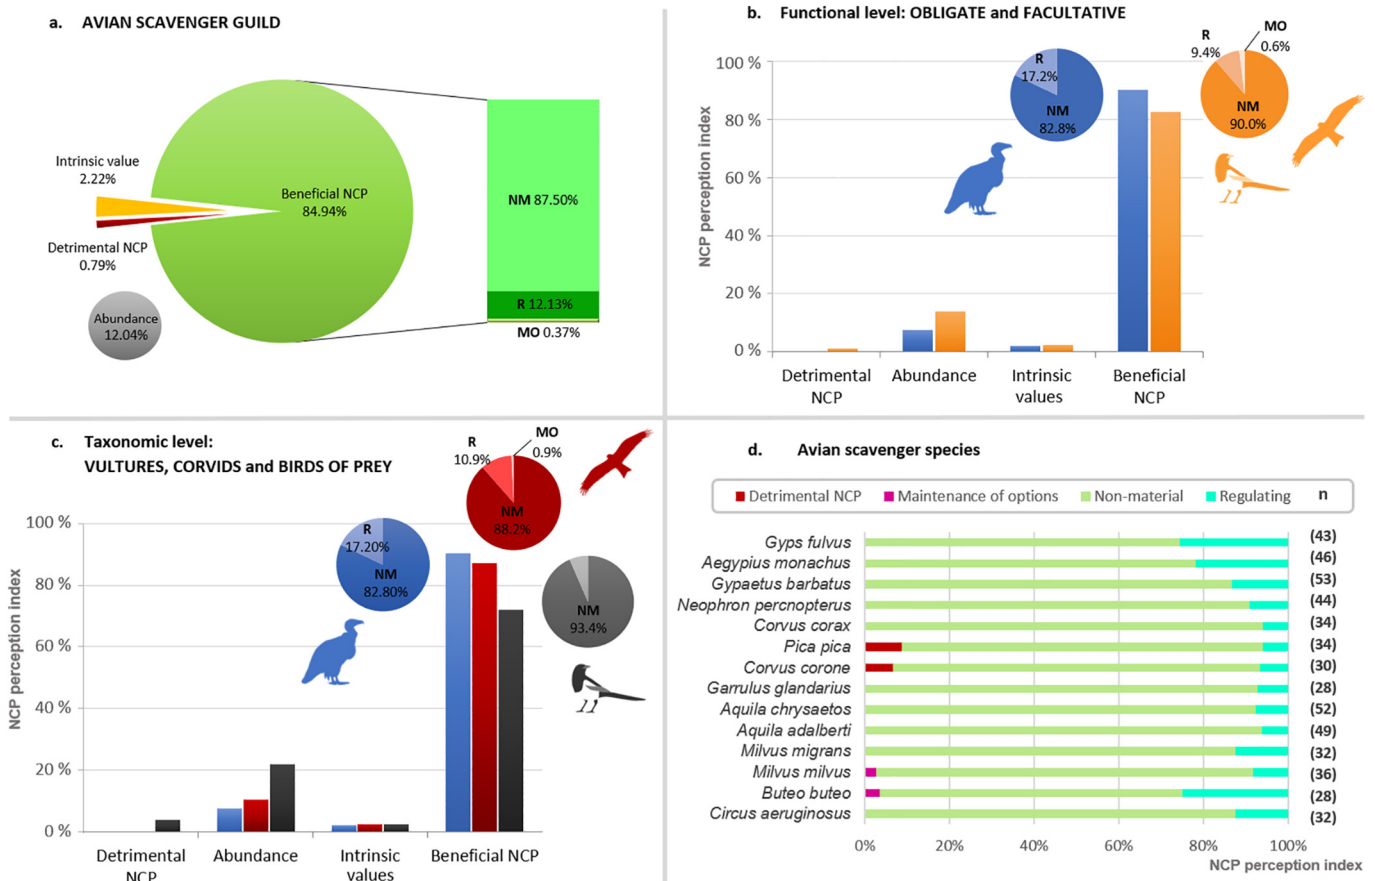 a. AVIAN SCAVENGER GUILD
Intrinsic value
2.22%
Beneficial NCP
84.94%
Detrimental NCP
0.79%
Abundance
12.04%
NM 87.50%
R 12.13%
MO 0.37%
b. Functional level: OBLIGATE and FACULTATIVE
R
17.2%
NM
82.8%
R
9.4%
MO
0.6%
NM
90.0%
NCP perception index
100 %
80 %
60 %
40 %
20 %
0 %
Detrimental
NCP
Abundance
Intrinsic
values
Beneficial
NCP
c. Taxonomic level:
VULTURES, CORVIDS and BIRDS OF PREY
R
10.9%
MO
0.9%
NM
88.2%
R
17.20%
NM
82.80%
NM
93.4%
NCP perception index
100 %
80 %
60 %
40 %
20 %
0 %
Detrimental
NCP
Abundance
Intrinsic
values
Beneficial NCP
d. Avian scavenger species
Detrimental NCP Maintenance of options Non-material Regulating n
Gyps fulvus (43)
Aegypius monachus (46)
Gypaetus barbatus (53)
Neophron percnopterus (44)
Corvus corax (34)
Pica pica (34)
Corvus corone (30)
Garrulus glandarius (28)
Aquila chrysaetos (52)
Aquila adalberti (49)
Milvus migrans (32)
Milvus milvus (36)
Buteo buteo (28)
Circus aeruginosus (32)
0% 20% 40% 60% 80% 100%
NCP perception index